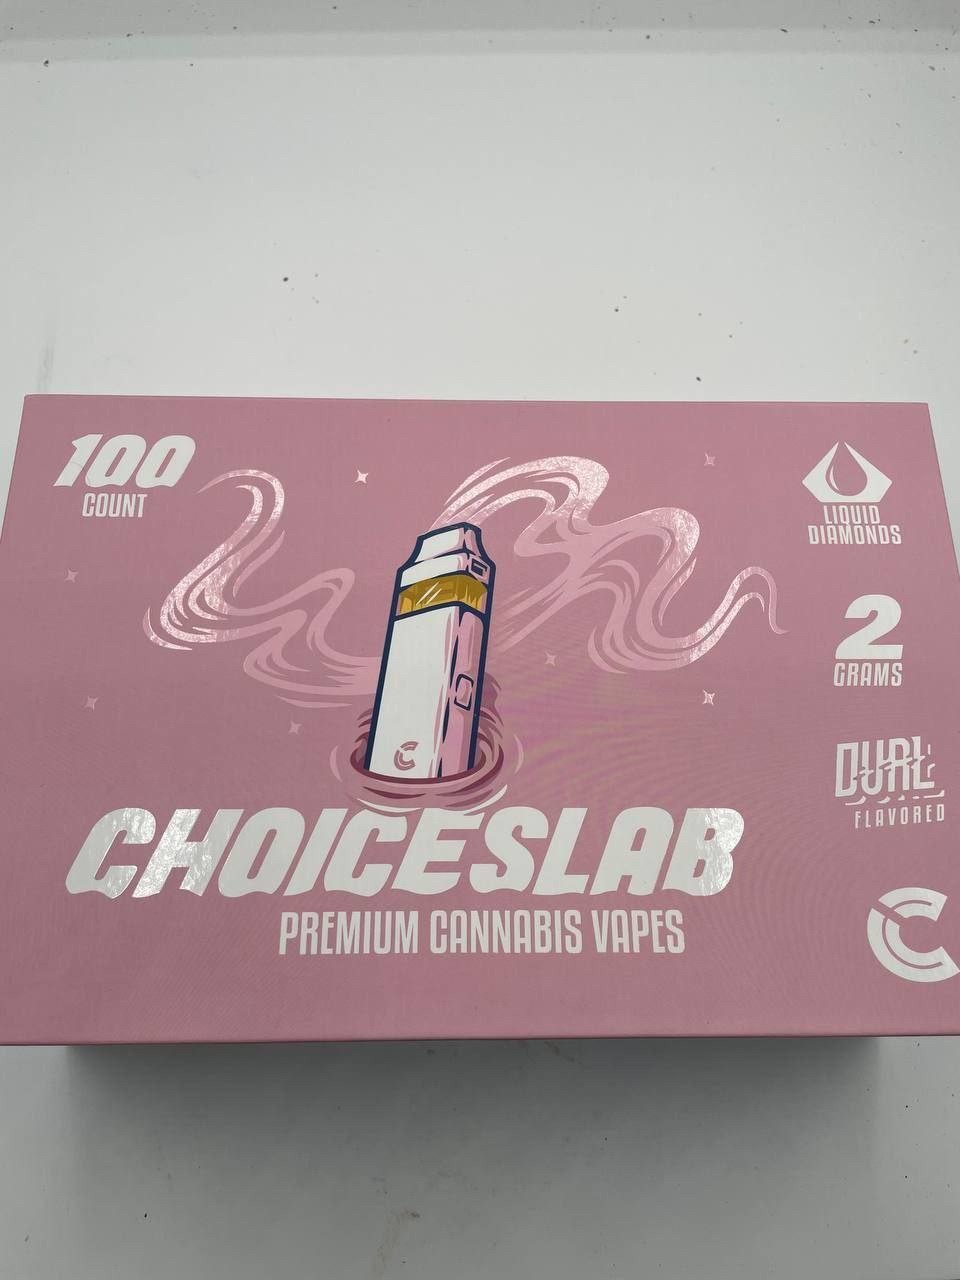 100
COUNT
LIQUID
DIAMONDS
2
GRAMS
DUAL
FLAVORED
C
CHOICESLAB
PREMIUM CANNABIS VAPES
C